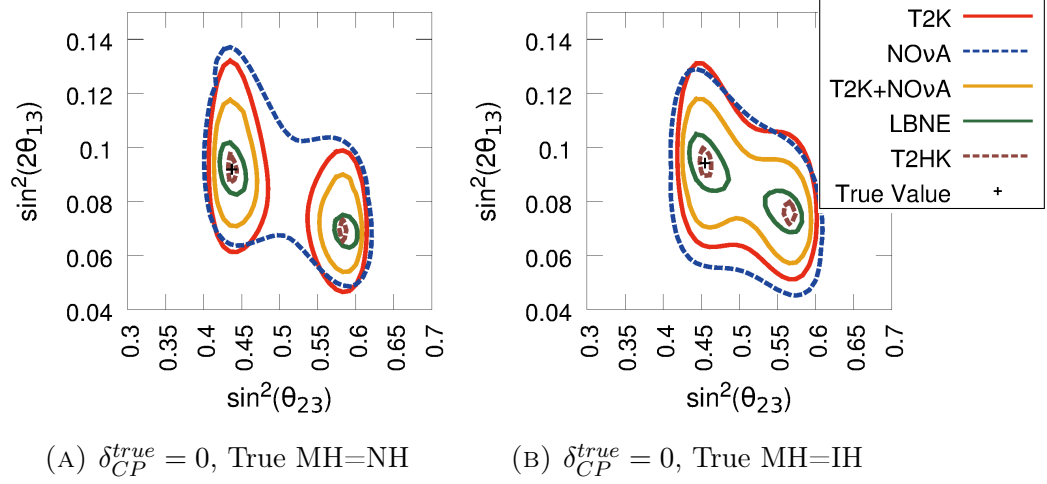 0.14
0.12
0.1
0.08
0.06
0.04
sin²(2θ₁₃)
0.3
0.35
0.4
0.45
0.5
0.55
0.6
0.65
0.7
sin²(θ₂₃)
(A) δ_{CP}^{true} = 0, True MH=NH
0.14
0.12
0.1
0.08
0.06
0.04
sin²(2θ₁₃)
0.3
0.35
0.4
0.45
0.5
0.55
0.6
0.65
0.7
sin²(θ₂₃)
(B) δ_{CP}^{true} = 0, True MH=IH
T2K
NOνA
T2K+NOνA
LBNE
T2HK
True Value